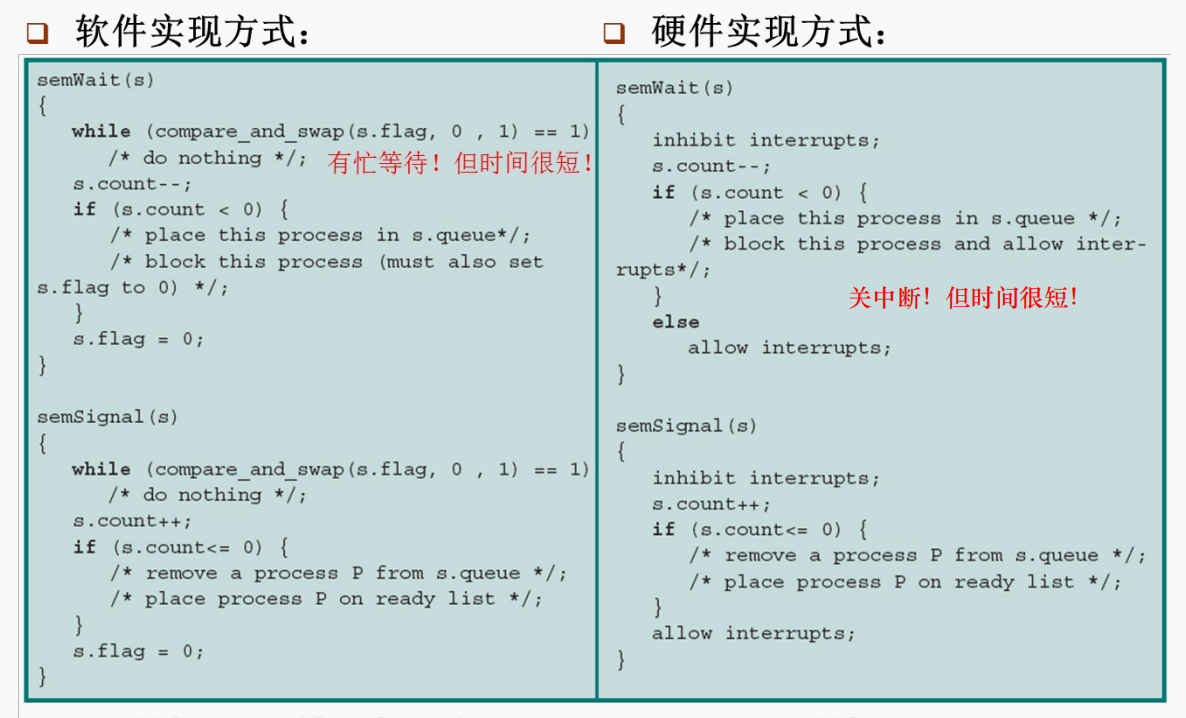 软件实现方式：
semWait(s)
{
while (compare_and_swap(s.flag, 0 , 1) == 1)
/* do nothing */;
有忙等待！但时间很短！
s.count--;
if (s.count < 0) {
/* place this process in s.queue*/;
/* block this process (must also set
s.flag to 0) */;
}
s.flag = 0;
}
semSignal(s)
{
while (compare_and_swap(s.flag, 0 , 1) == 1)
/* do nothing */;
s.count++;
if (s.count<= 0) {
/* remove a process P from s.queue */;
/* place process P on ready list */;
}
s.flag = 0;
}
硬件实现方式：
semWait(s)
{
inhibit interrupts;
s.count--;
if (s.count < 0) {
/* place this process in s.queue */;
/* block this process and allow inter-
rupts*/;
}
关中断！但时间很短！
else
allow interrupts;
}
semSignal(s)
{
inhibit interrupts;
s.count++;
if (s.count<= 0) {
/* remove a process P from s.queue */;
/* place process P on ready list */;
}
allow interrupts;
}